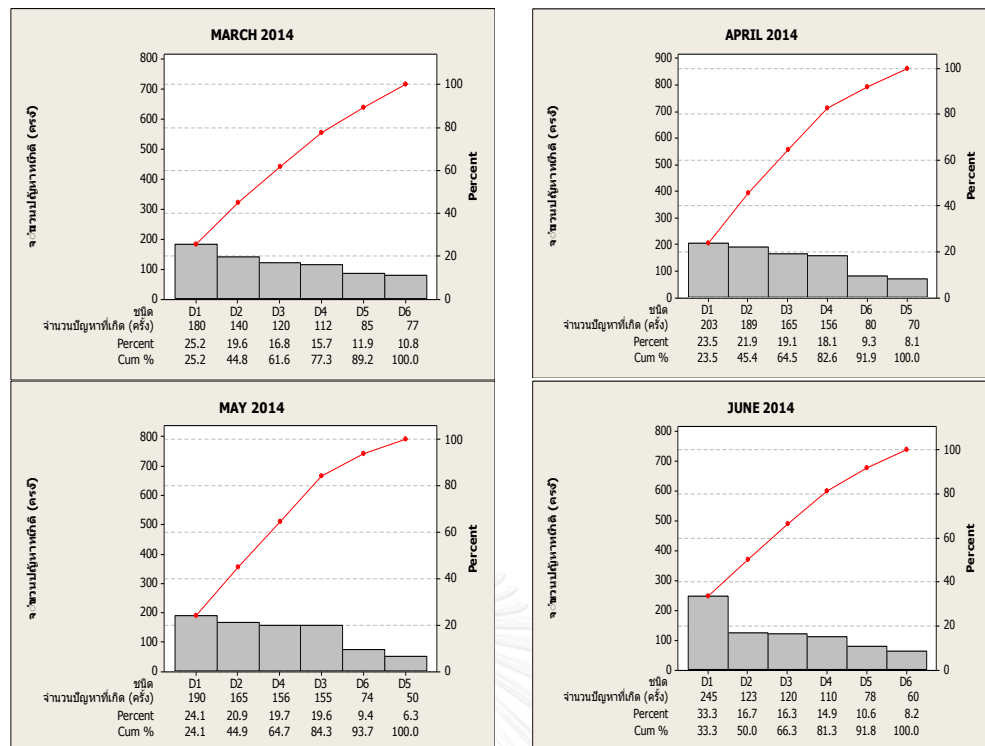 MARCH 2014
800
700
600
500
400
300
200
100
0
100
80
60
40
20
0
Percent
ชนิด D1 D2 D3 D4 D5 D6
จำนวนปัญหาที่เกิด (ครั้ง) 180 140 120 112 85 77
Percent 25.2 19.6 16.8 15.7 11.9 10.8
Cum % 25.2 44.8 61.6 77.3 89.2 100.0
APRIL 2014
900
800
700
600
500
400
300
200
100
0
100
80
60
40
20
0
Percent
ชนิด D1 D2 D3 D4 D6 D5
จำนวนปัญหาที่เกิด (ครั้ง) 203 189 165 156 80 70
Percent 23.5 21.9 19.1 18.1 9.3 8.1
Cum % 23.5 45.4 64.5 82.6 91.9 100.0
MAY 2014
800
700
600
500
400
300
200
100
0
100
80
60
40
20
0
Percent
ชนิด D1 D2 D4 D3 D6 D5
จำนวนปัญหาที่เกิด (ครั้ง) 190 165 156 155 74 50
Percent 24.1 20.9 19.7 19.6 9.4 6.3
Cum % 24.1 44.9 64.7 84.3 93.7 100.0
JUNE 2014
800
700
600
500
400
300
200
100
0
100
80
60
40
20
0
Percent
ชนิด D1 D2 D3 D4 D5 D6
จำนวนปัญหาที่เกิด (ครั้ง) 245 123 120 110 78 60
Percent 33.3 16.7 16.3 14.9 10.6 8.2
Cum % 33.3 50.0 66.3 81.3 91.8 100.0